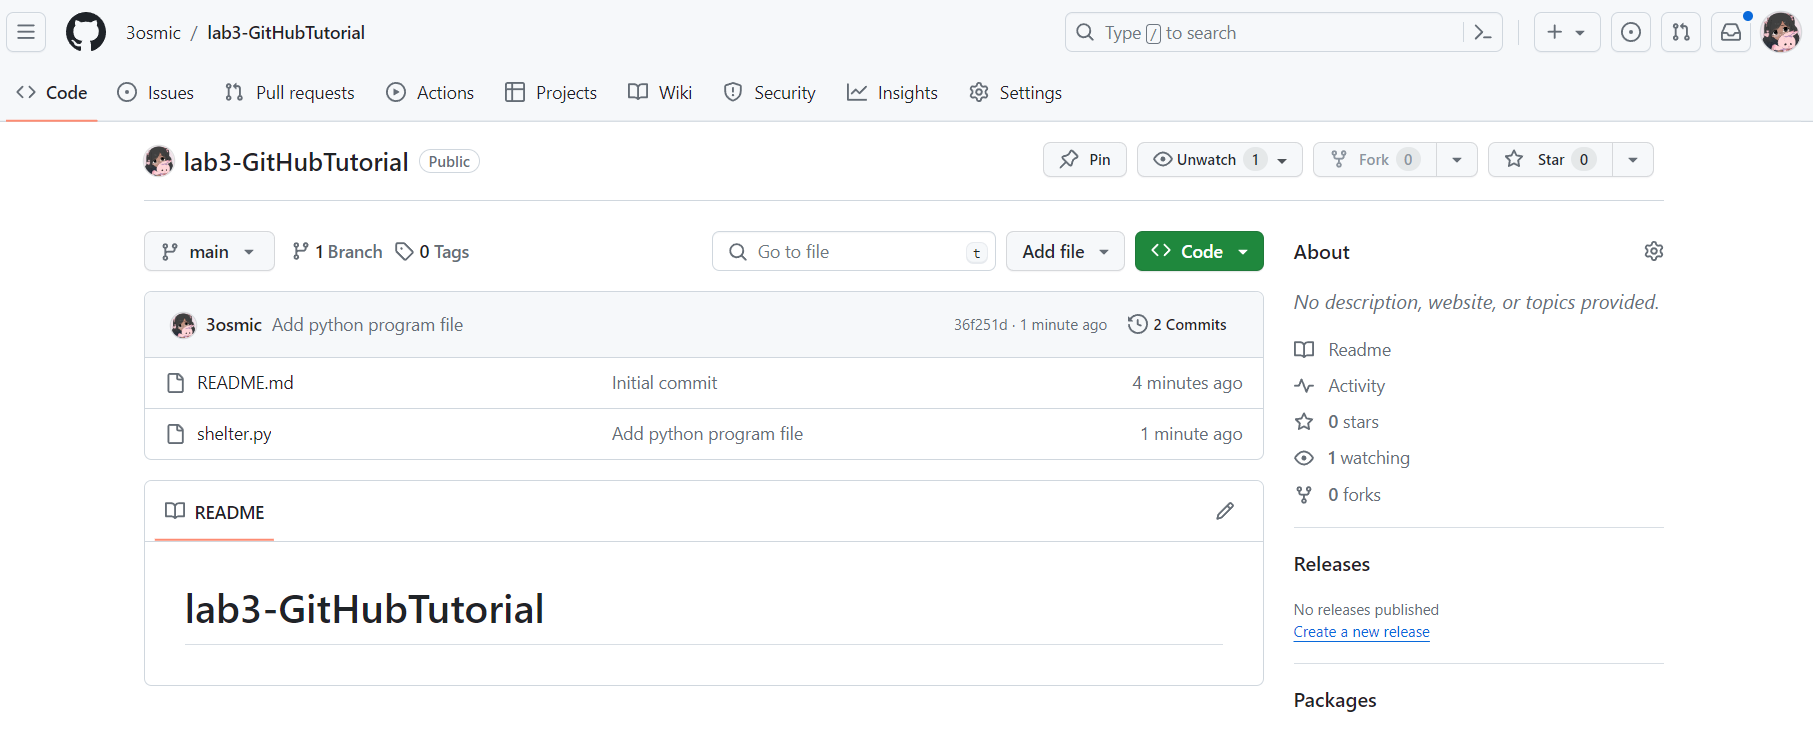 3osmic / lab3-GitHubTutorial
Type / to search
Code Issues Pull requests Actions Projects Wiki Security Insights Settings
lab3-GitHubTutorial Public
Pin Unwatch 1 Fork 0 Star 0
main 1 Branch 0 Tags Go to file t Add file Code
3osmic Add python program file 36f251d · 1 minute ago 2 Commits
README.md Initial commit 4 minutes ago
shelter.py Add python program file 1 minute ago
README
lab3-GitHubTutorial
About
No description, website, or topics provided.
Readme
Activity
0 stars
1 watching
0 forks
Releases
No releases published
Create a new release
Packages